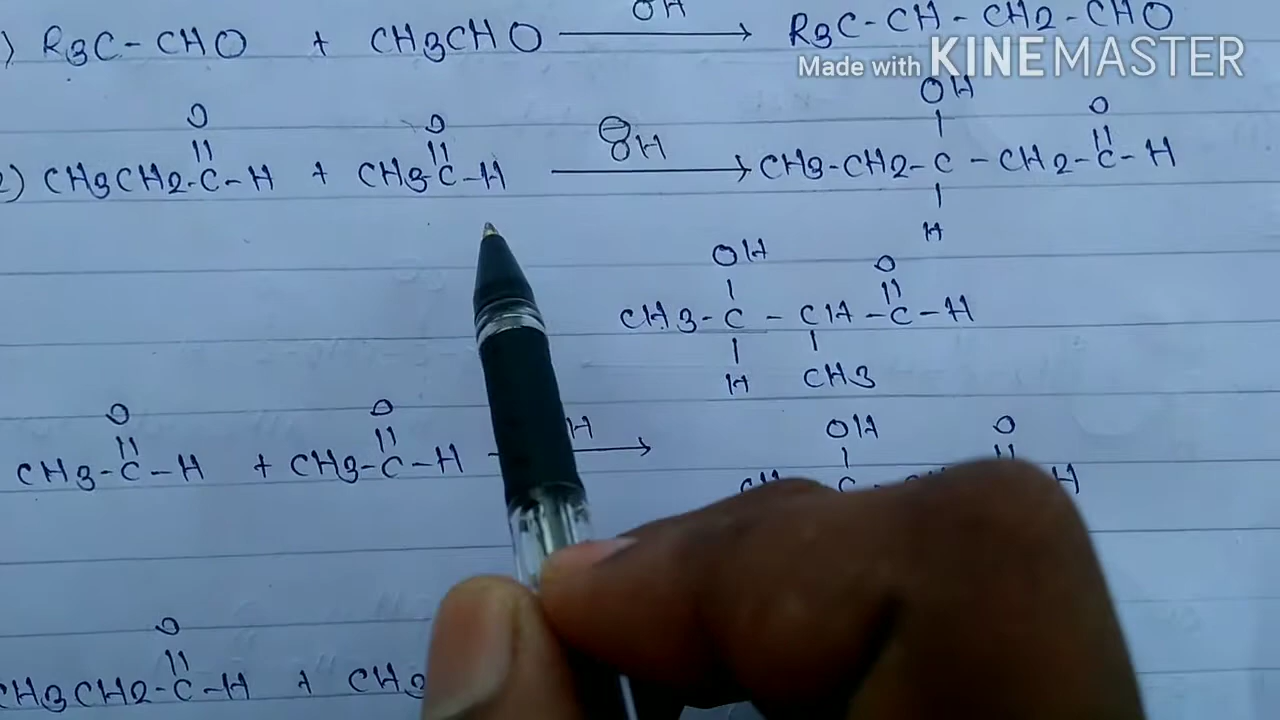 ) R3C-CHO + CH3CHO OH R3C-CH-CH2-CHO
Made with KINEMASTER
OH O
O O ⊖OH
2) CH3CH2-C-H + CH3-C-H CH3-CH2-C-CH2-C-H
H
OH O
CH3-C-CH-C-H
H CH3
O O OH O
CH3-C-H + CH3-C-H H C H
O
CH3CH2-C-H + CH3